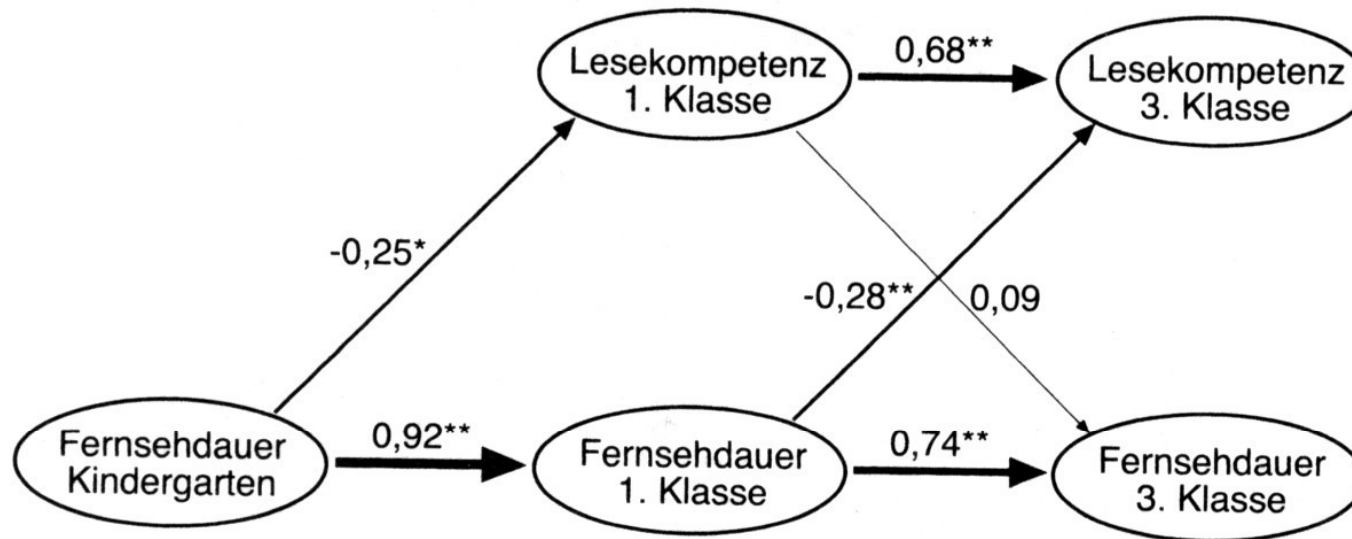 Lesekompetenz
1. Klasse
0,68**
Lesekompetenz
3. Klasse
-0,25*
-0,28**
0,09
Fernsehdauer
Kindergarten
0,92**
Fernsehdauer
1. Klasse
0,74**
Fernsehdauer
3. Klasse